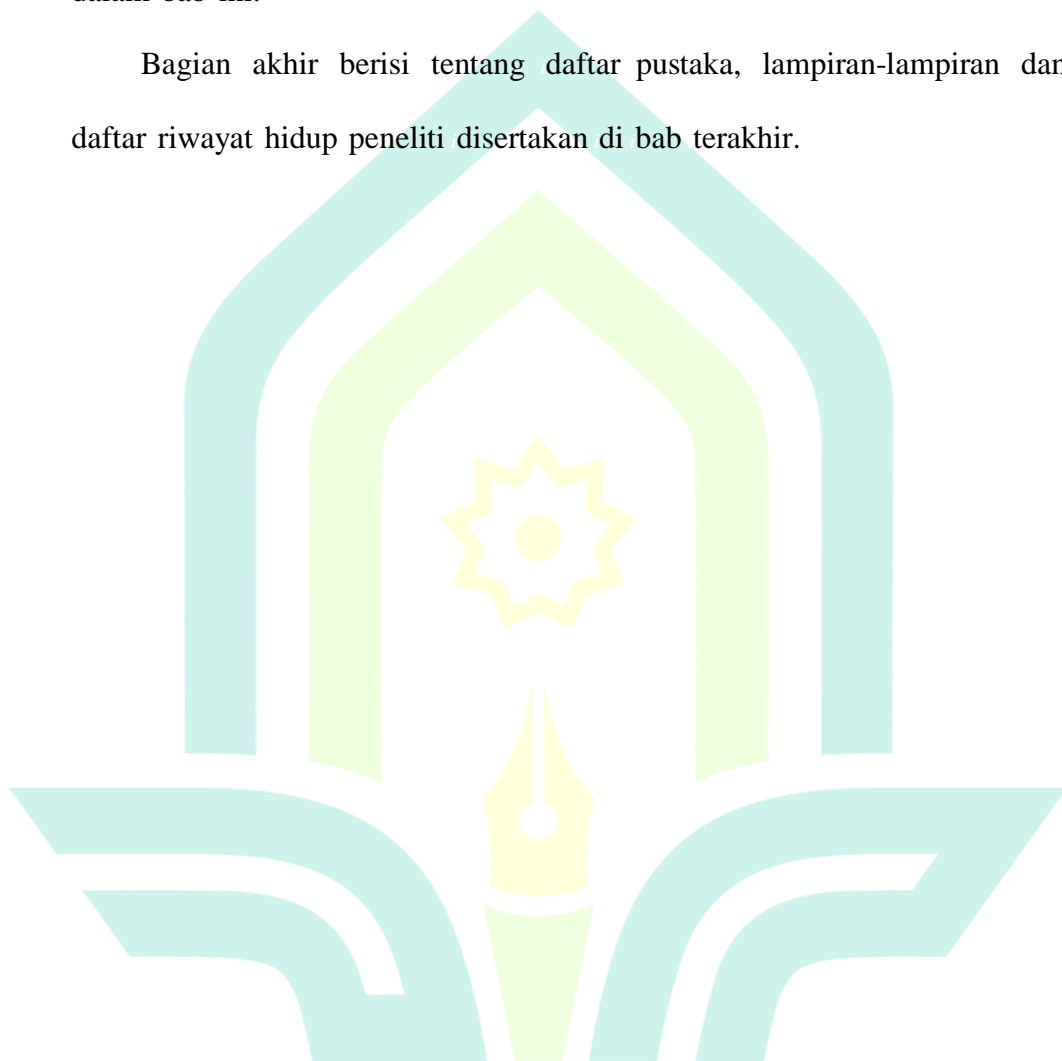 Bagian akhir berisi tentang daftar pustaka, lampiran-lampiran dan
daftar riwayat hidup peneliti disertakan di bab terakhir.